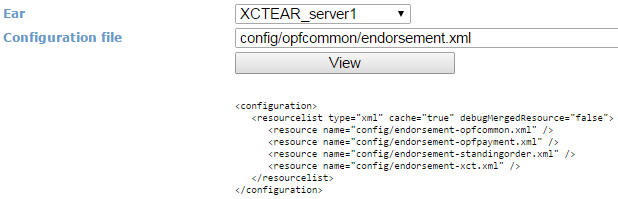 Ear XCTEAR_server1
Configuration file config/opfcommon/endorsement.xml
View
<configuration>
<resourcelist type="xml" cache="true" debugMergedResource="false">
<resource name="config/endorsement-opfcommon.xml" />
<resource name="config/endorsement-opfpayment.xml" />
<resource name="config/endorsement-standingorder.xml" />
<resource name="config/endorsement-xct.xml" />
</resourcelist>
</configuration>